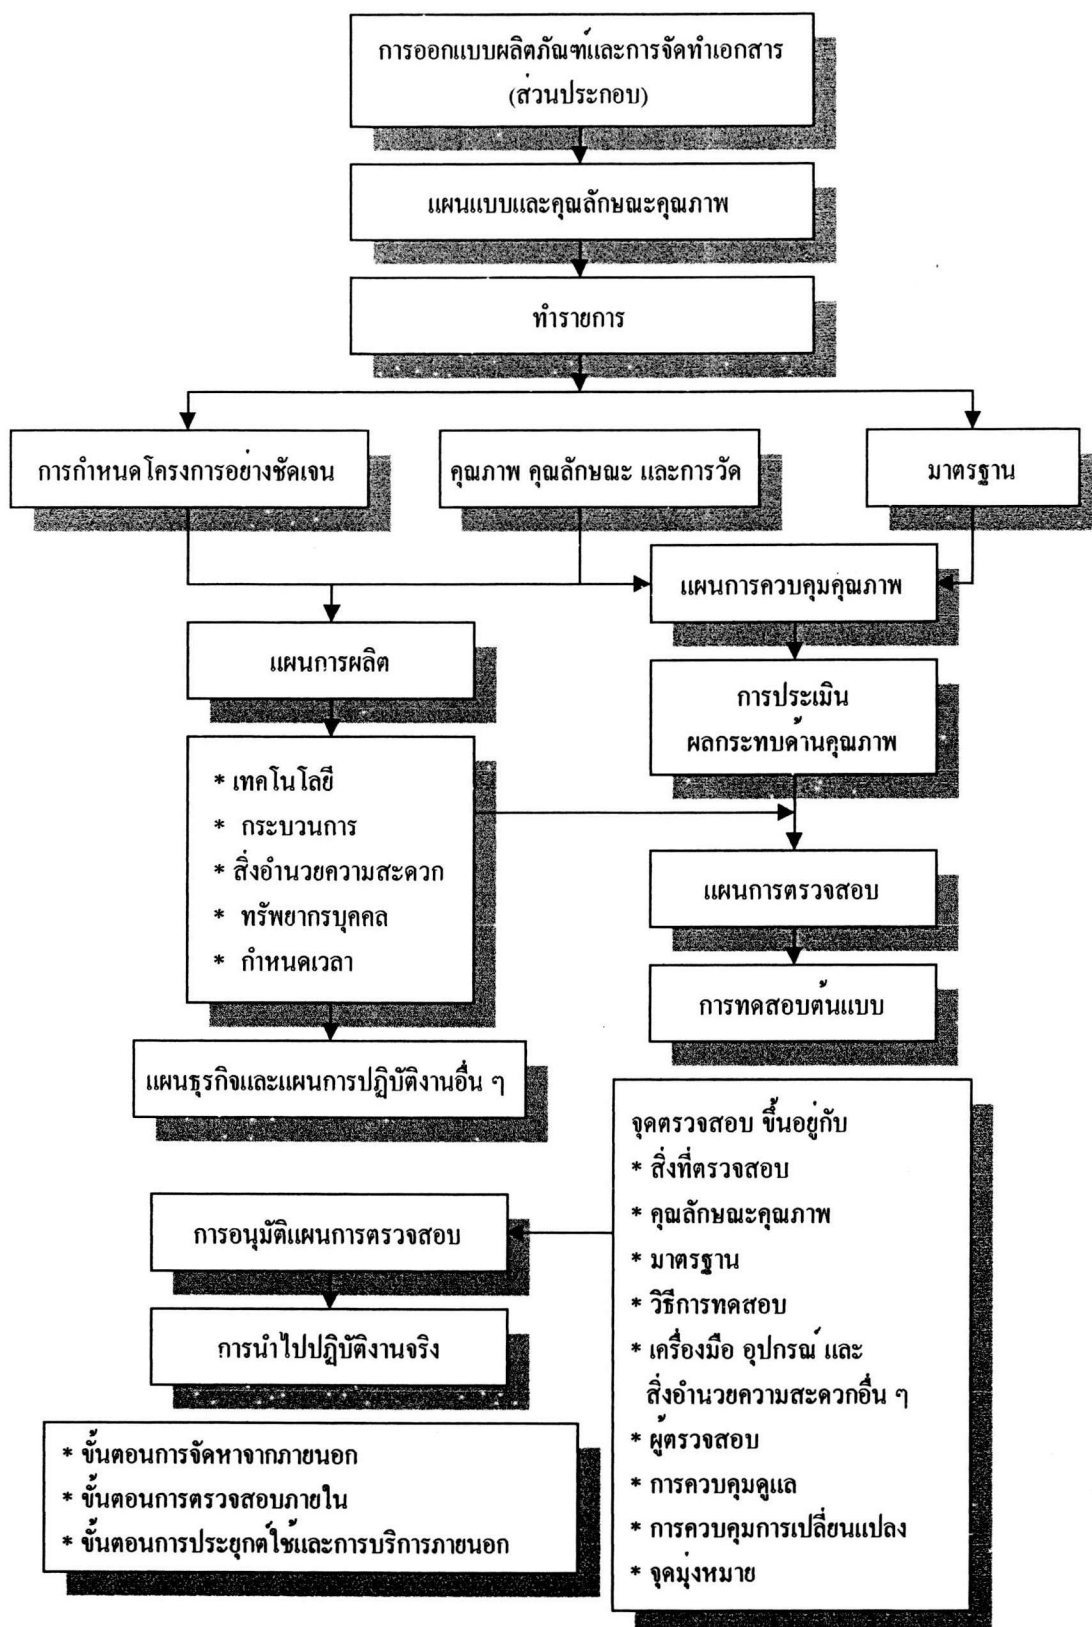 การออกแบบผลิตภัณฑ์และการจัดทำเอกสาร
(ส่วนประกอบ)
แผนแบบและคุณลักษณะคุณภาพ
ทำรายการ
การกำหนดโครงการอย่างชัดเจน
คุณภาพ คุณลักษณะ และการวัด
มาตรฐาน
แผนการควบคุมคุณภาพ
แผนการผลิต
การประเมิน
ผลกระทบด้านคุณภาพ
* เทคโนโลยี
* กระบวนการ
* สิ่งอำนวยความสะดวก
* ทรัพยากรบุคคล
* กำหนดเวลา
แผนการตรวจสอบ
การทดสอบต้นแบบ
แผนธุรกิจและแผนการปฏิบัติงานอื่น ๆ
จุดตรวจสอบ ขึ้นอยู่กับ
* สิ่งที่ตรวจสอบ
* คุณลักษณะคุณภาพ
* มาตรฐาน
* วิธีการทดสอบ
* เครื่องมือ อุปกรณ์ และ
สิ่งอำนวยความสะดวกอื่น ๆ
* ผู้ตรวจสอบ
* การควบคุมดูแล
* การควบคุมการเปลี่ยนแปลง
* จุดมุ่งหมาย
การอนุมัติแผนการตรวจสอบ
การนำไปปฏิบัติงานจริง
* ขั้นตอนการจัดหาจากภายนอก
* ขั้นตอนการตรวจสอบภายใน
* ขั้นตอนการประยุกต์ใช้และการบริการภายนอก